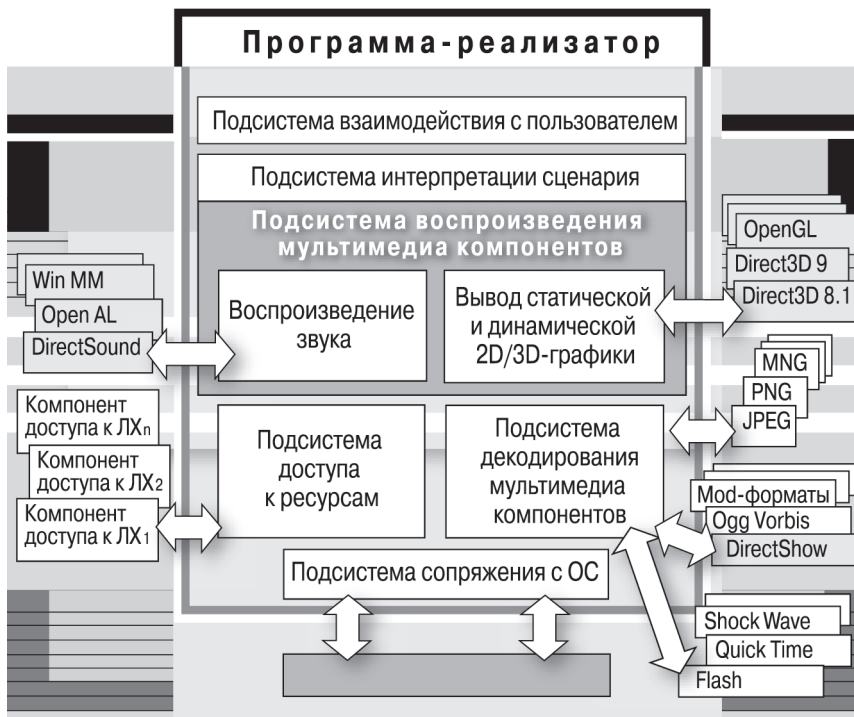 Программа-реализатор
Подсистема взаимодействия с пользователем
Подсистема интерпретации сценария
Подсистема воспроизведения
мультимедиа компонентов
Воспроизведение
звука
Вывод статической
и динамической
2D/3D-графики
Win MM
Open AL
DirectSound
OpenGL
Direct3D 9
Direct3D 8.1
MNG
PNG
JPEG
Компонент
доступа к ЛХn
Компонент
доступа к ЛХ2
Компонент
доступа к ЛХ1
Подсистема
доступа
к ресурсам
Подсистема
декодирования
мультимедиа
компонентов
Mod-форматы
Ogg Vorbis
DirectShow
Подсистема сопряжения с ОС
Shock Wave
Quick Time
Flash